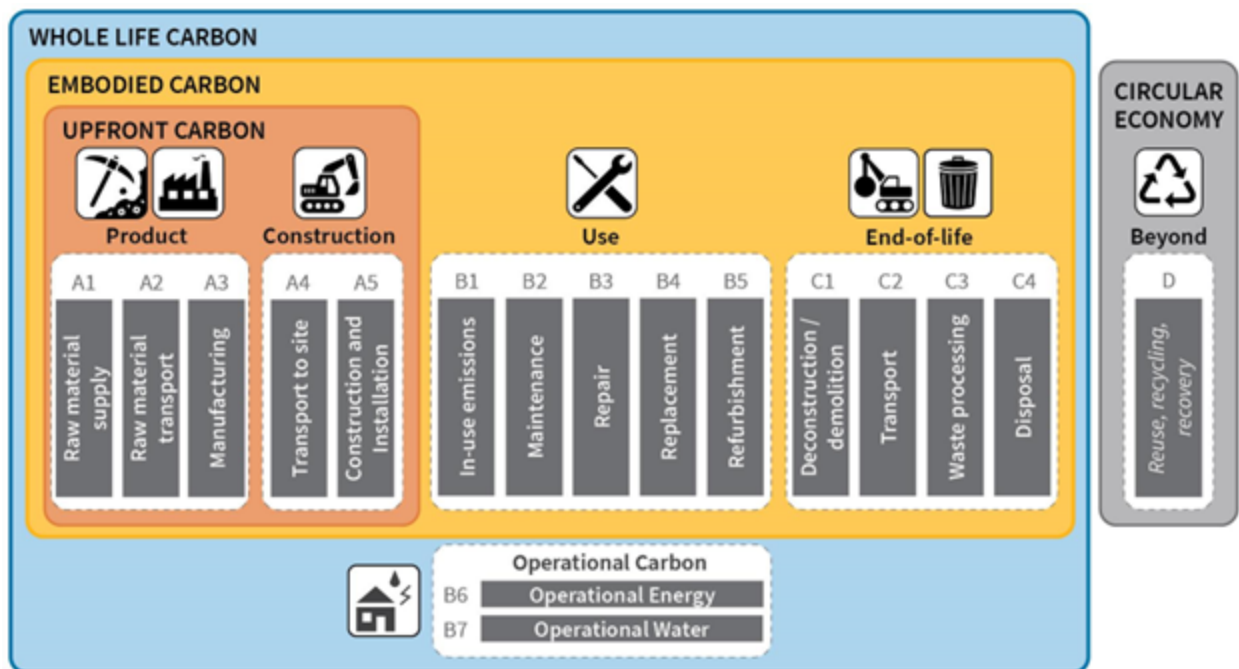 WHOLE LIFE CARBON
EMBODIED CARBON
UPFRONT CARBON
CIRCULAR
ECONOMY
Product
Construction
Use
End-of-life
Beyond
A1
A2
A3
A4
A5
B1
B2
B3
B4
B5
C1
C2
C3
C4
D
Raw material
supply
Raw material
transport
Manufacturing
Transport to site
Construction and
Installation
In-use emissions
Maintenance
Repair
Replacement
Refurbishment
Deconstruction /
demolition
Transport
Waste processing
Disposal
Reuse, recycling,
recovery
Operational Carbon
B6 Operational Energy
B7 Operational Water